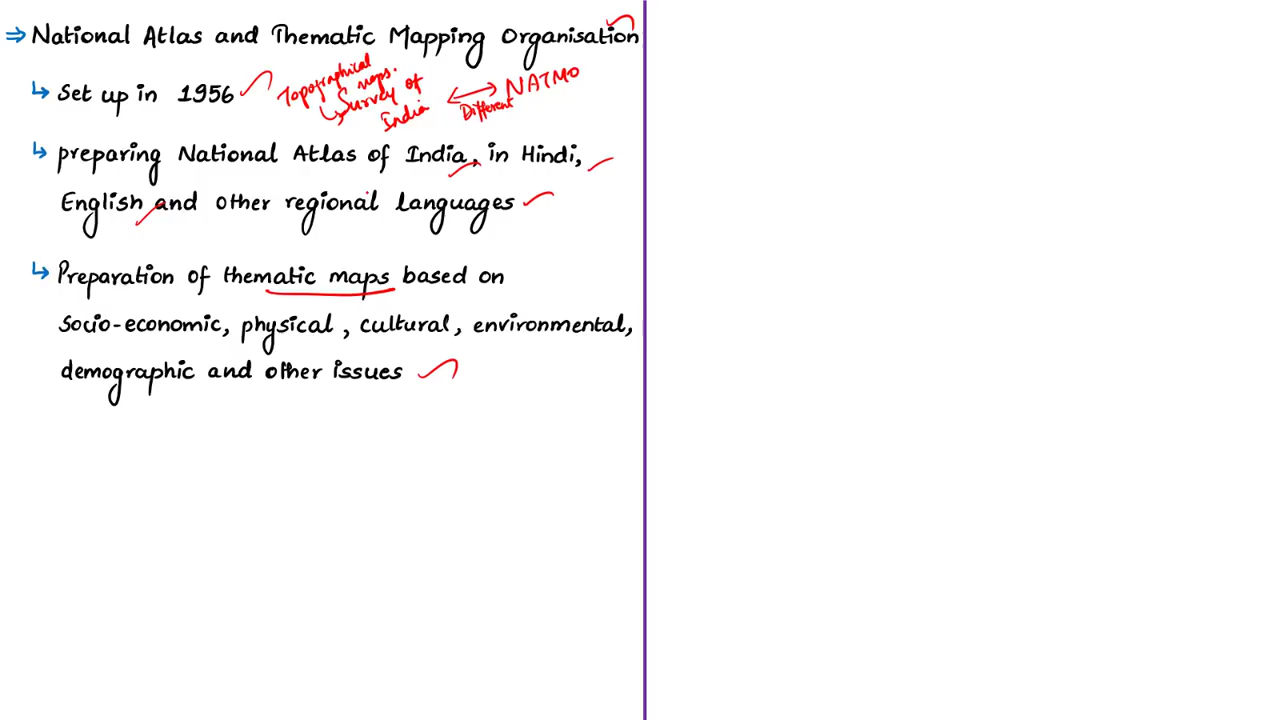 ⇒ National Atlas and Thematic Mapping Organisation
↳ Set up in 1956
Topographical
maps.
↳ Survey of
India
Different
NATMO
↳ preparing National Atlas of India, in Hindi,
English and other regional languages
↳ Preparation of thematic maps based on
Socio-economic, physical, cultural, environmental,
demographic and other issues